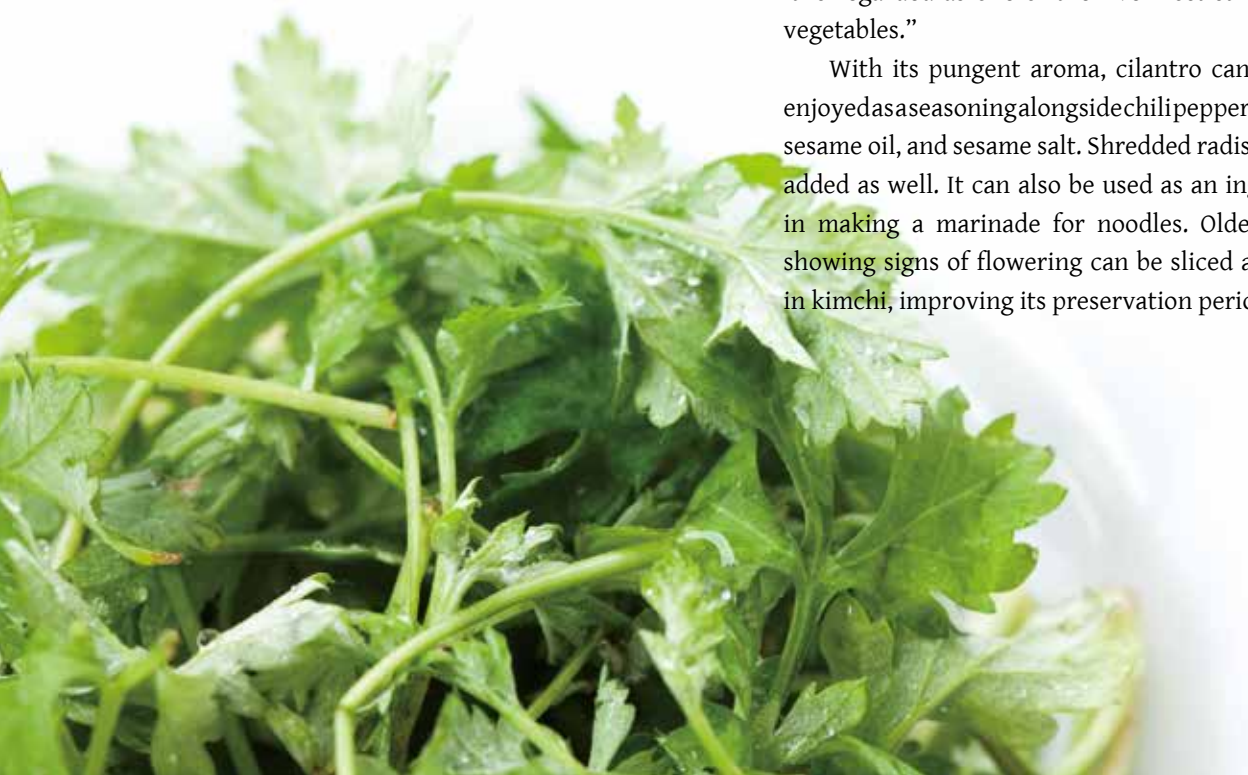 vegetables.”
With its pungent aroma, cilantro can
enjoyedasaseasoningalongsidechilipepper
sesame oil, and sesame salt. Shredded radis
added as well. It can also be used as an in
in making a marinade for noodles. Olde
showing signs of flowering can be sliced a
in kimchi, improving its preservation perio